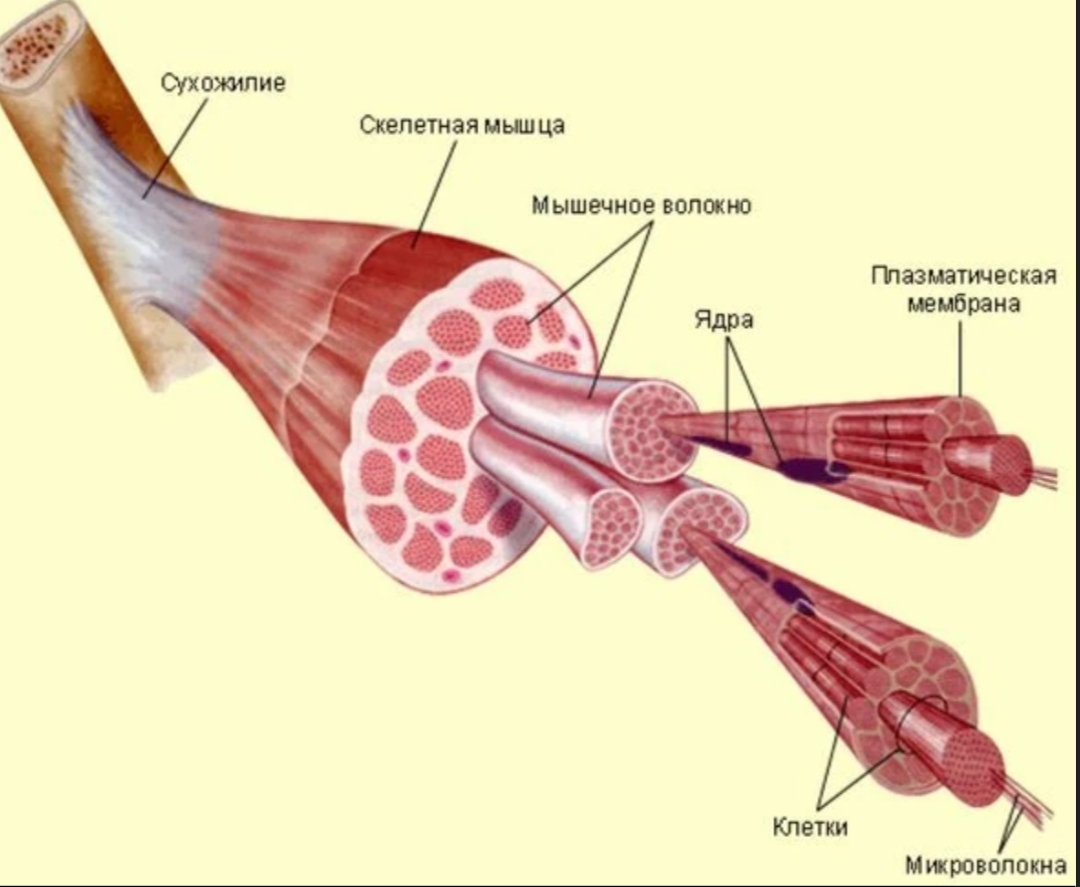 Сухожилие
Скелетная мышца
Мышечное волокно
Плазматическая
мембрана
Ядра
Клетки
Микроволокна